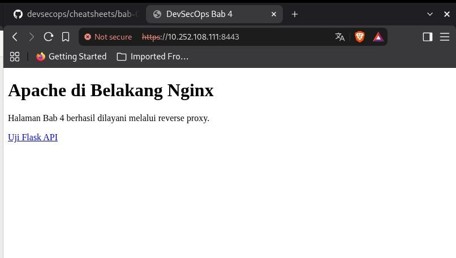 devsecops/cheatsheets/bab-
DevSecOps Bab 4
Not secure https://10.252.108.111:8443
Getting Started
Imported Fro...
Apache di Belakang Nginx
Halaman Bab 4 berhasil dilayani melalui reverse proxy.
Uji Flask API